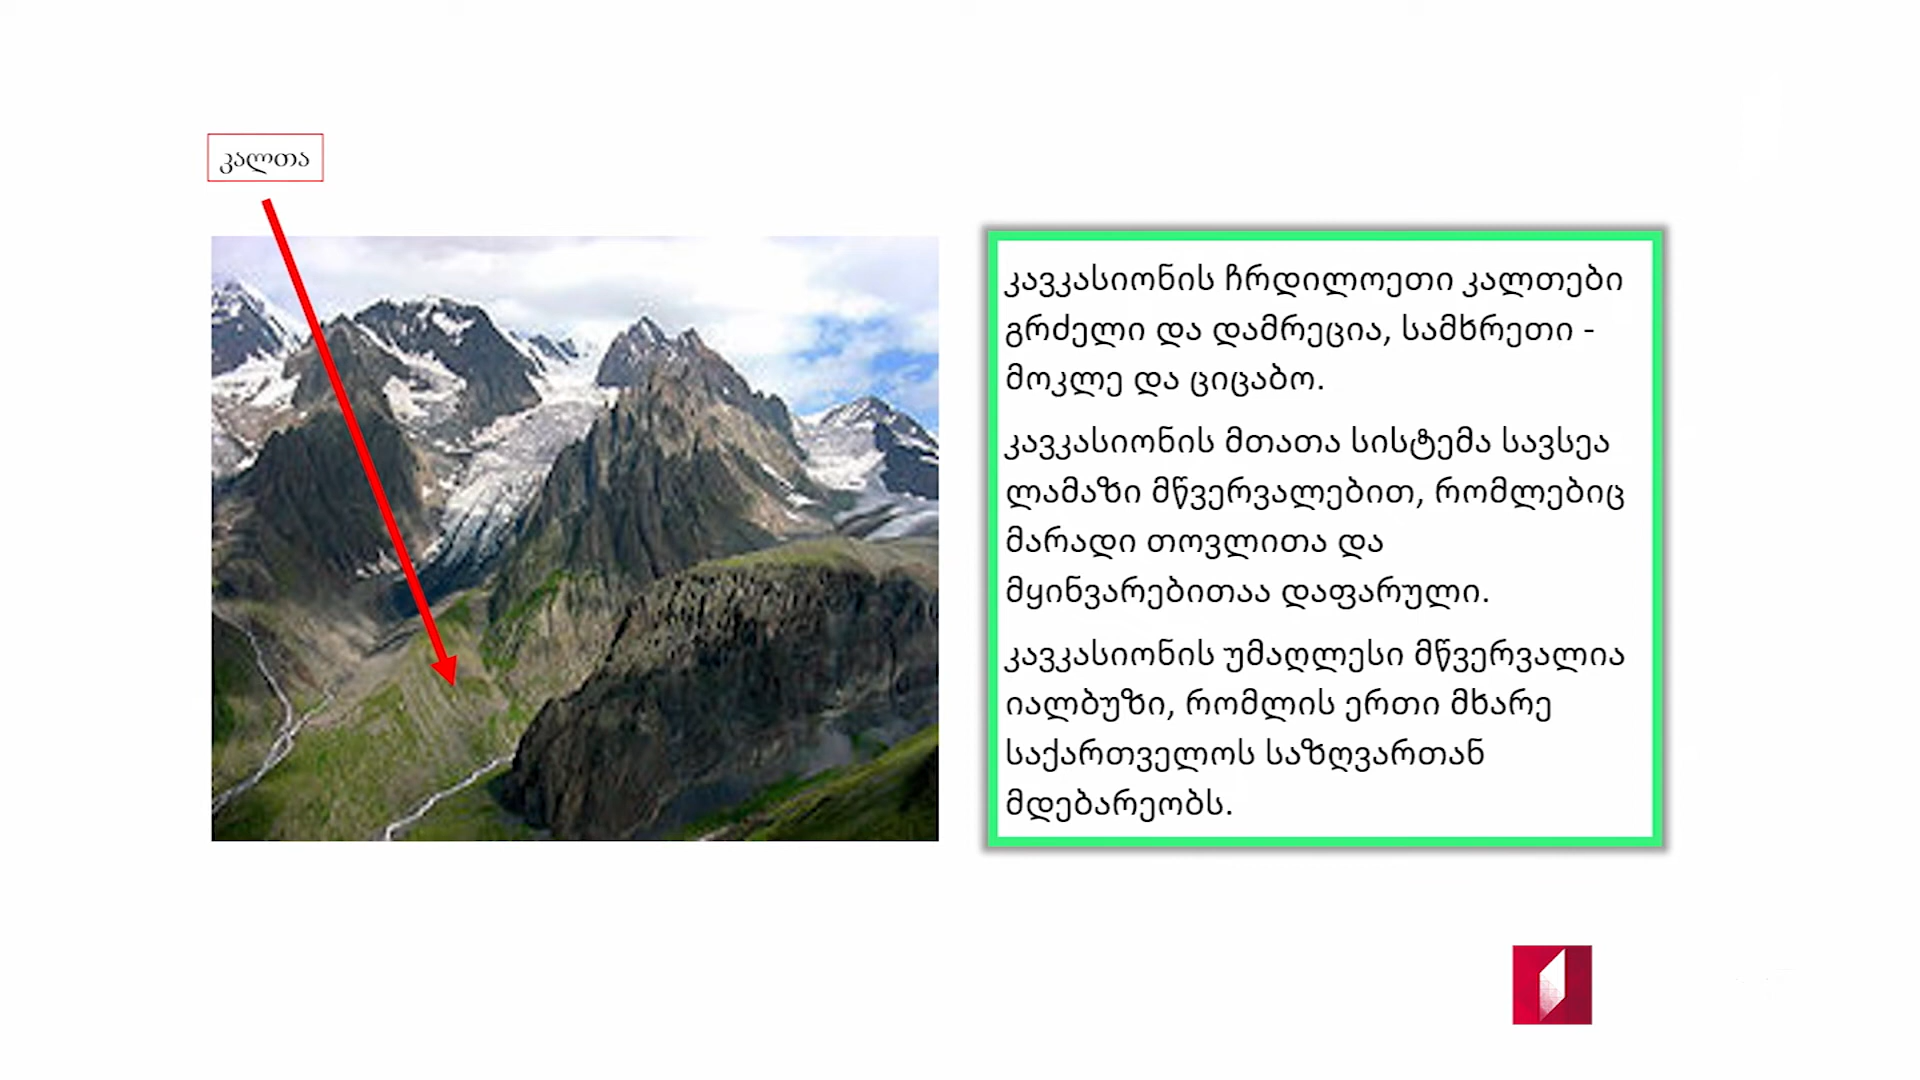 კალთა
კავკასიონის ჩრდილოეთი კალთები
გრძელი და დამრეცია, სამხრეთი -
მოკლე და ციცაბო.
კავკასიონის მთათა სისტემა სავსეა
ლამაზი მწვერვალებით, რომლებიც
მარადი თოვლითა და
მყინვარებითაა დაფარული.
კავკასიონის უმაღლესი მწვერვალია
იალბუზი, რომლის ერთი მხარე
საქართველოს საზღვართან
მდებარეობს.